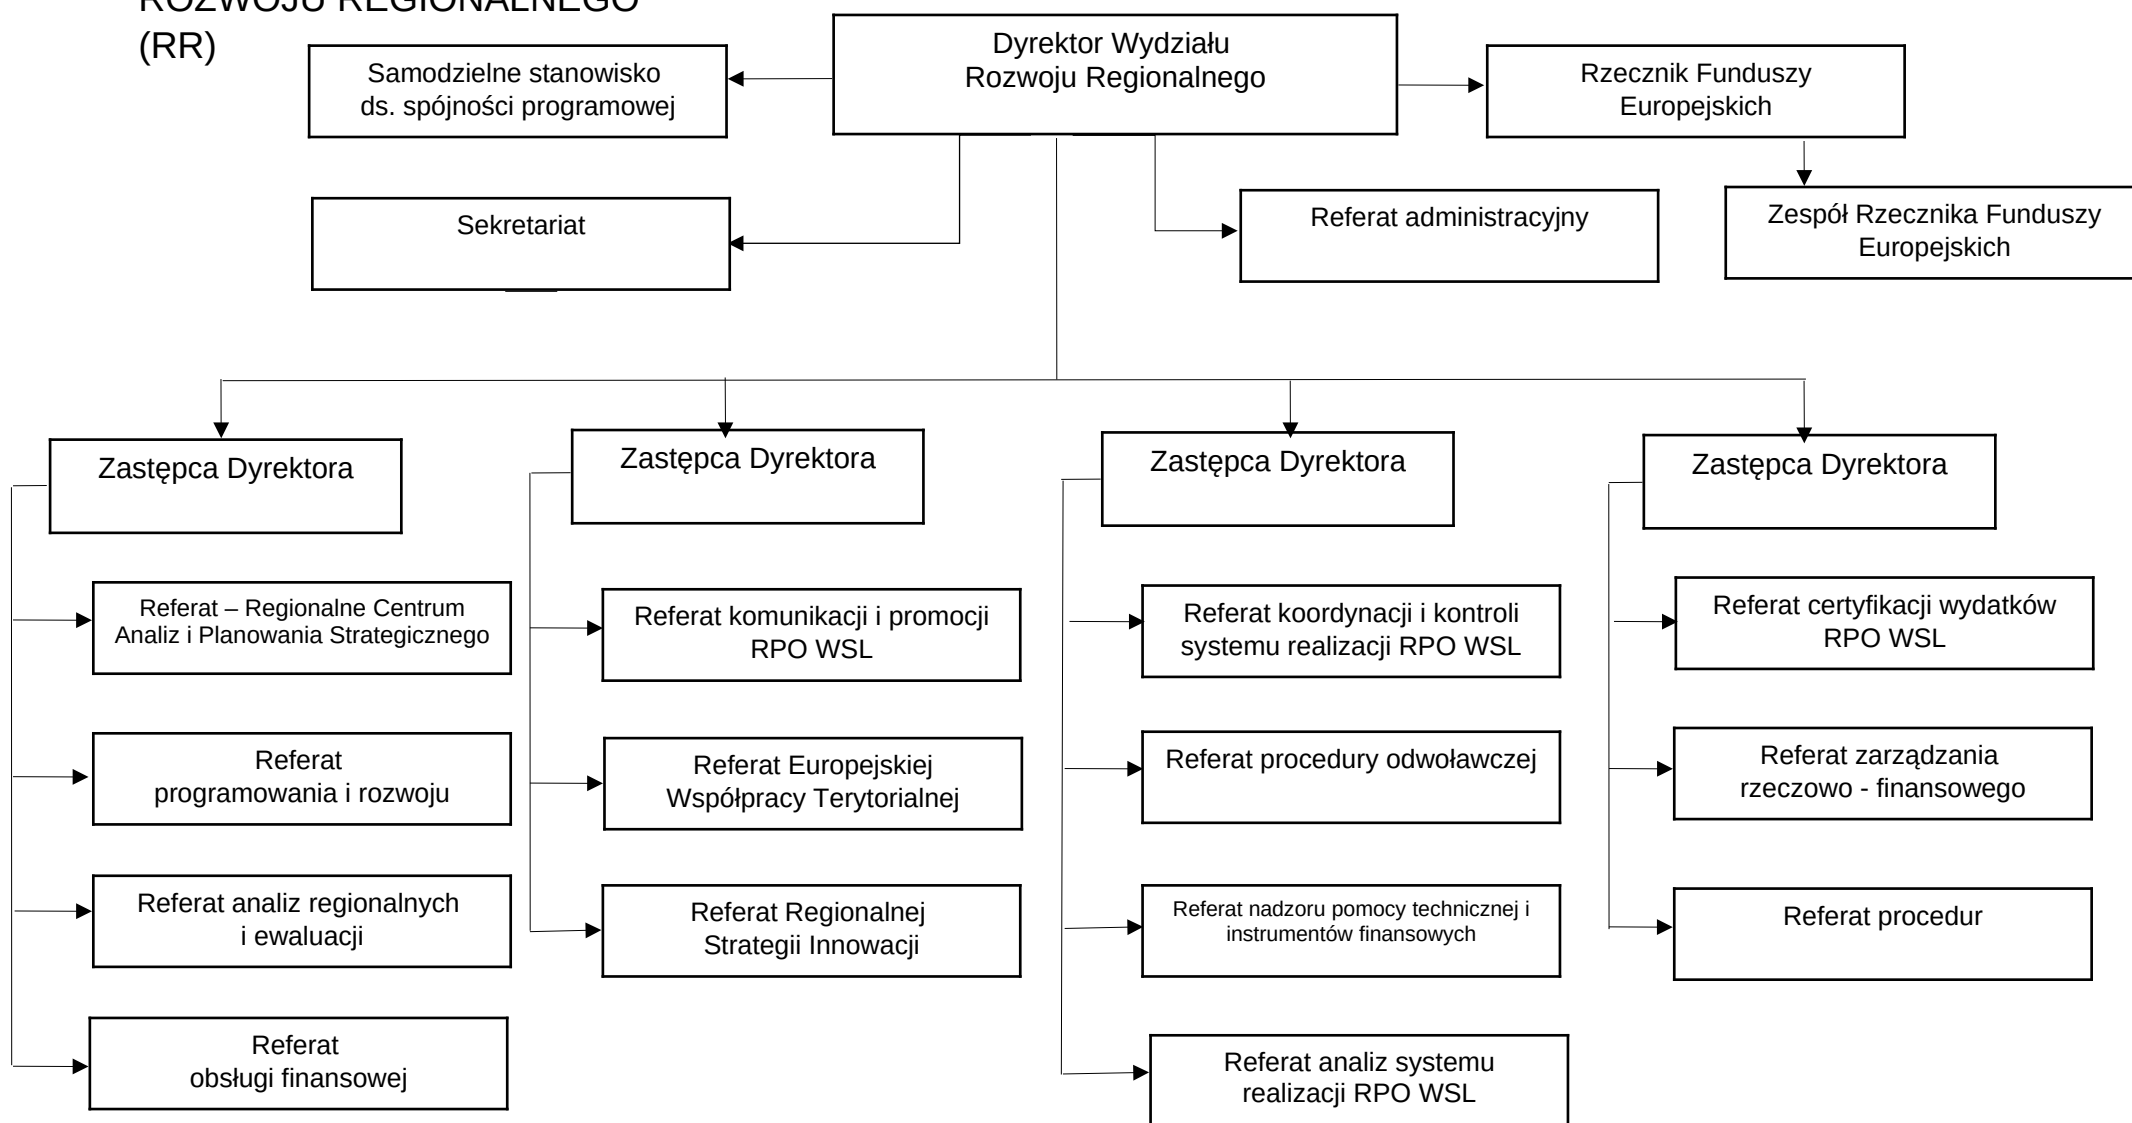 ROZWOJU REGIONALNEGO
(RR)
Dyrektor Wydziału
Rozwoju Regionalnego
Samodzielne stanowisko
ds. spójności programowej
Rzecznik Funduszy
Europejskich
Sekretariat
Referat administracyjny
Zespół Rzecznika Funduszy
Europejskich
Zastępca Dyrektora
Zastępca Dyrektora
Zastępca Dyrektora
Zastępca Dyrektora
Referat – Regionalne Centrum
Analiz i Planowania Strategicznego
Referat
programowania i rozwoju
Referat analiz regionalnych
i ewaluacji
Referat
obsługi finansowej
Referat komunikacji i promocji
RPO WSL
Referat Europejskiej
Współpracy Terytorialnej
Referat Regionalnej
Strategii Innowacji
Referat koordynacji i kontroli
systemu realizacji RPO WSL
Referat procedury odwoławczej
Referat nadzoru pomocy technicznej i
instrumentów finansowych
Referat analiz systemu
realizacji RPO WSL
Referat certyfikacji wydatków
RPO WSL
Referat zarządzania
rzeczowo - finansowego
Referat procedur